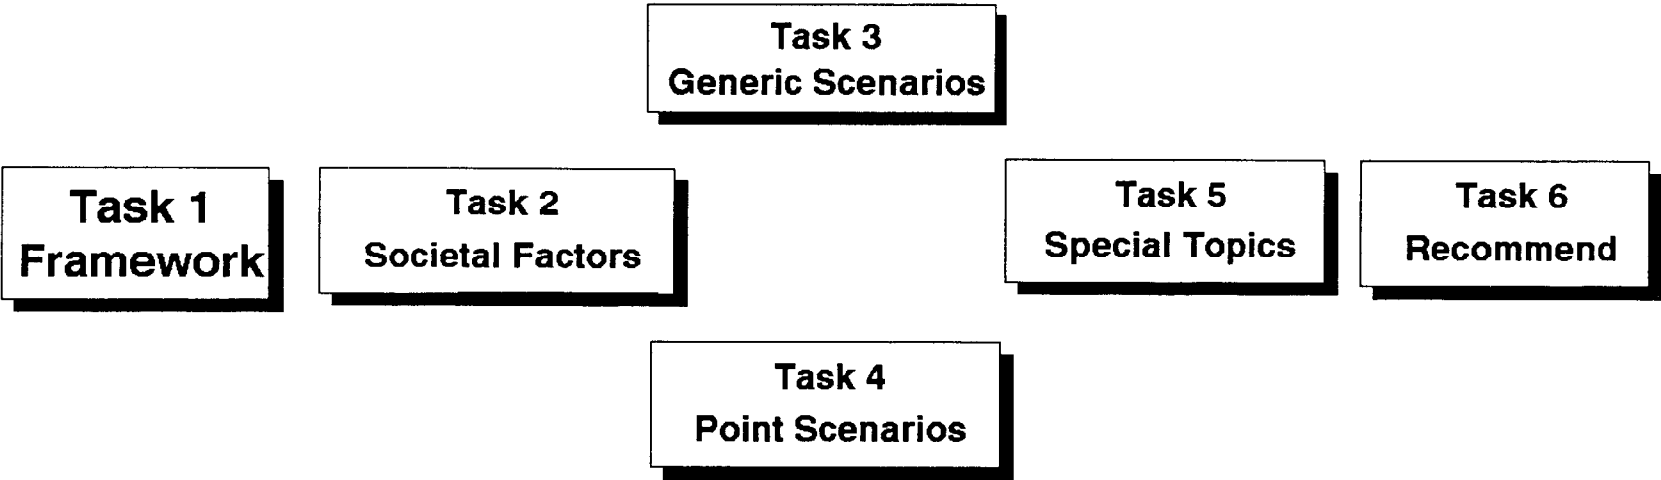 Task 1
Framework
Task 2
Societal Factors
Task 3
Generic Scenarios
Task 4
Point Scenarios
Task 5
Special Topics
Task 6
Recommend